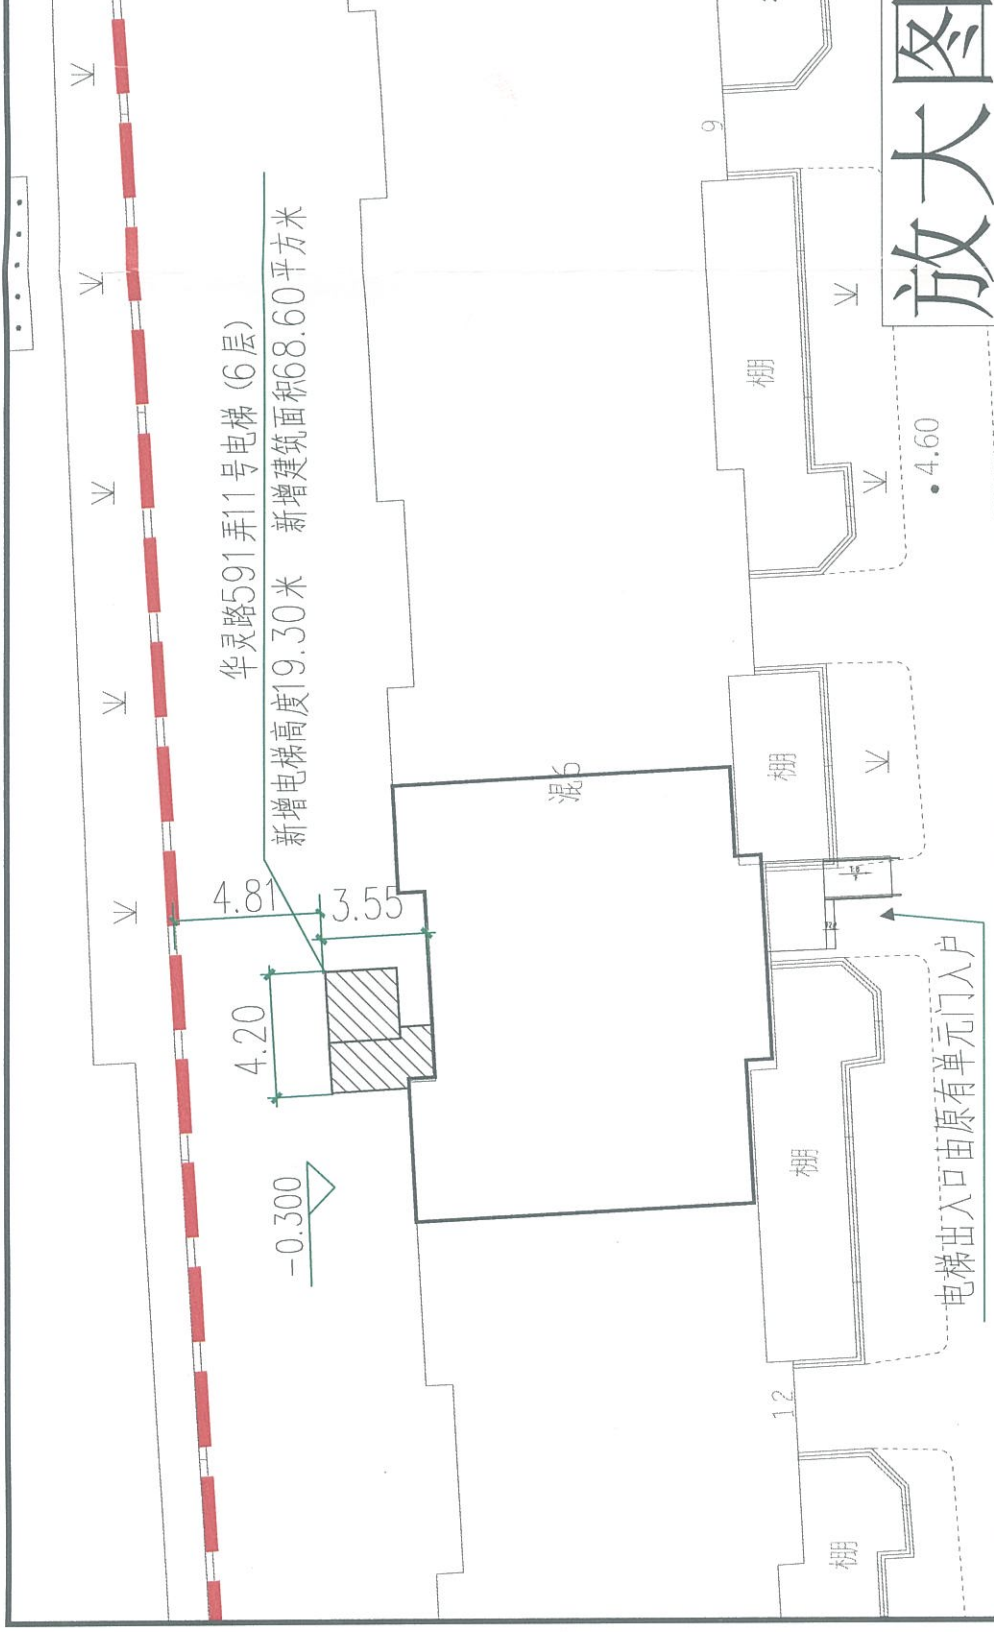 华灵路591弄11号电梯（6层）
新增电梯高度19.30米 新增建筑面积68.60平方米
4.81
3.55
4.20
-0.300
混6
9
棚
棚
棚
棚
12
4.60
电梯出入口由原有单元门入户
放大图